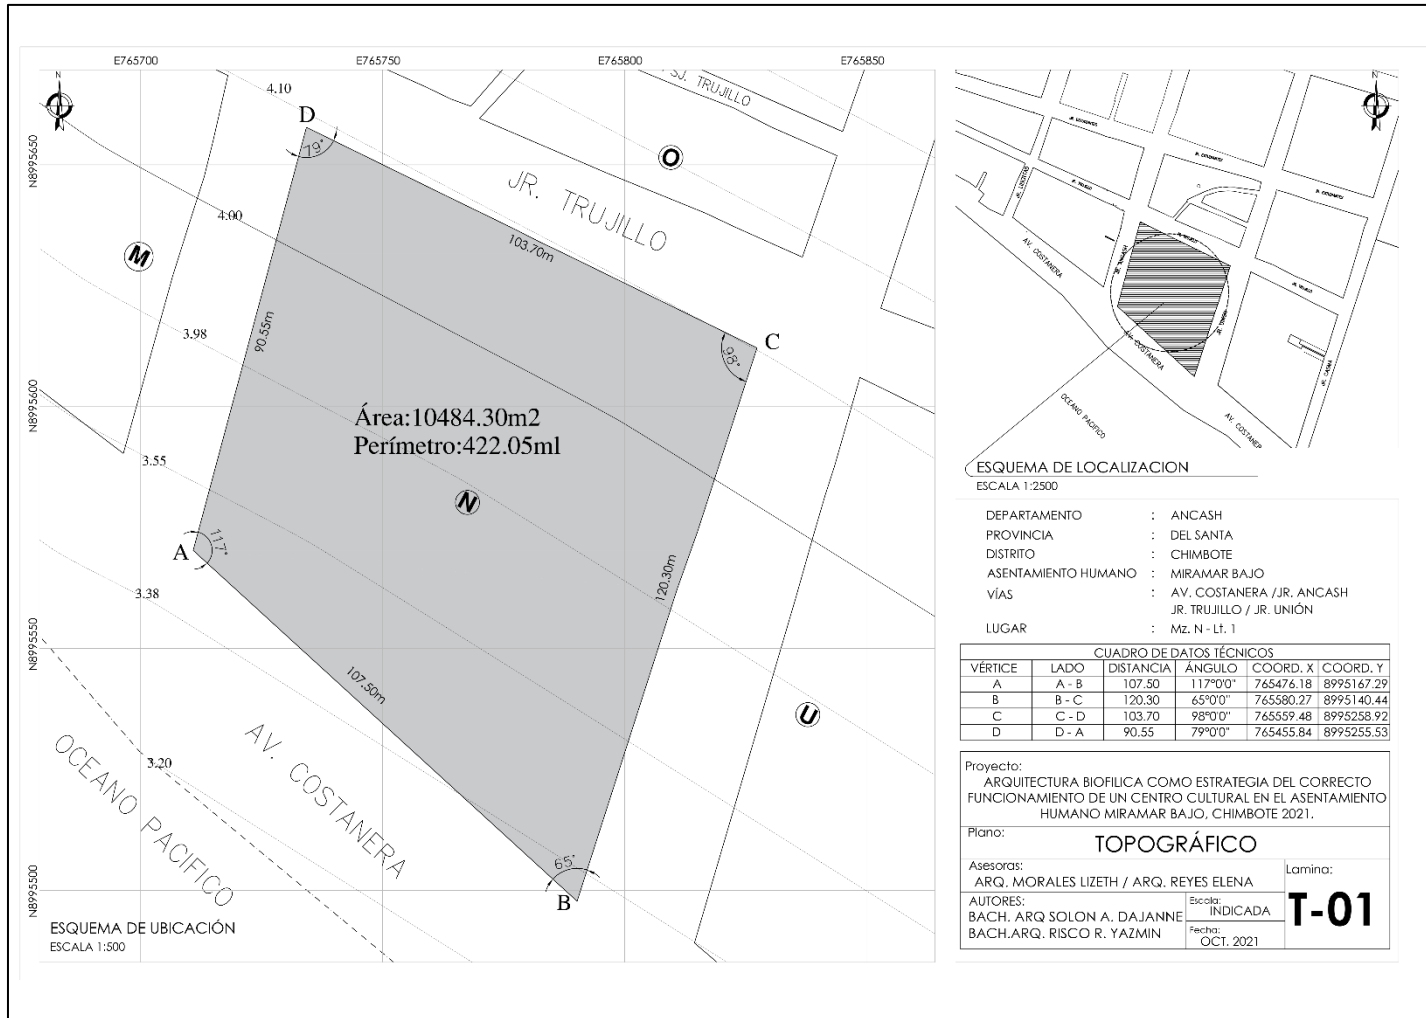 E765700
E765750
E765800
E765850
N8995650
N8995600
N8995550
N8995500
N
4.10
D
79°
PSJ. TRUJILLO
O
JR. TRUJILLO
103.70m
4.00
M
3.98
90.55m
C
98°
Área:10484.30m2
Perímetro:422.05ml
3.55
N
A
117°
3.38
120.30m
107.50m
U
AV. COSTANERA
OCEANO PACIFICO
3.20
65°
B
ESQUEMA DE UBICACIÓN
ESCALA 1:500
N
AV. COSTANERA
AV. COSTANERA
OCEANO PACIFICO
AV. COSTANER
ESQUEMA DE LOCALIZACION
ESCALA 1:2500
DEPARTAMENTO : ANCASH
PROVINCIA : DEL SANTA
DISTRITO : CHIMBOTE
ASENTAMIENTO HUMANO : MIRAMAR BAJO
VÍAS : AV. COSTANERA /JR. ANCASH
JR. TRUJILLO / JR. UNIÓN
LUGAR : Mz. N - Lt. 1
CUADRO DE DATOS TÉCNICOS
VÉRTICE LADO DISTANCIA ÁNGULO COORD. X COORD. Y
A A - B 107.50 117°0'0" 765476.18 8995167.29
B B - C 120.30 65°0'0" 765580.27 8995140.44
C C - D 103.70 98°0'0" 765559.48 8995258.92
D D - A 90.55 79°0'0" 765455.84 8995255.53
Proyecto:
ARQUITECTURA BIOFILICA COMO ESTRATEGIA DEL CORRECTO
FUNCIONAMIENTO DE UN CENTRO CULTURAL EN EL ASENTAMIENTO
HUMANO MIRAMAR BAJO, CHIMBOTE 2021.
Plano:
TOPOGRÁFICO
Asesoras:
ARQ. MORALES LIZETH / ARQ. REYES ELENA
AUTORES:
BACH. ARQ SOLON A. DAJANNE
BACH.ARQ. RISCO R. YAZMIN
Escala:
INDICADA
Fecha:
OCT. 2021
Lamina:
T-01